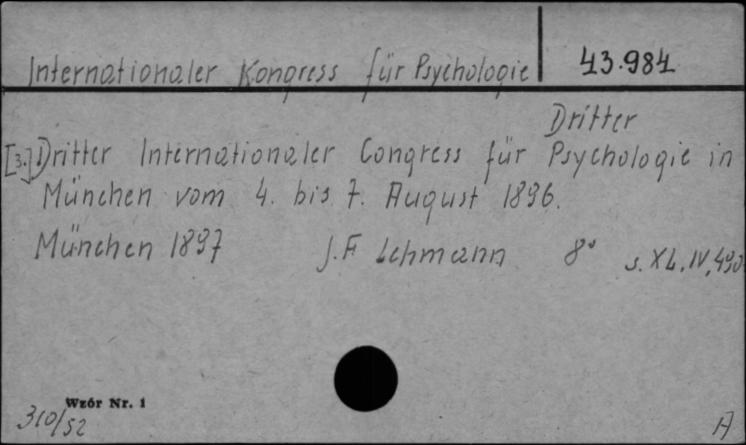 Internationaler Kongress für Psychologie 43.984
Dritter
[3.] Dritter Internationaler Congress für Psychologie in
München vom 4. bis 7. August 1896.
München 1897 J.F Lehmann 8° s. XL, IV, 490
Wzór Nr. 1
310/52 A